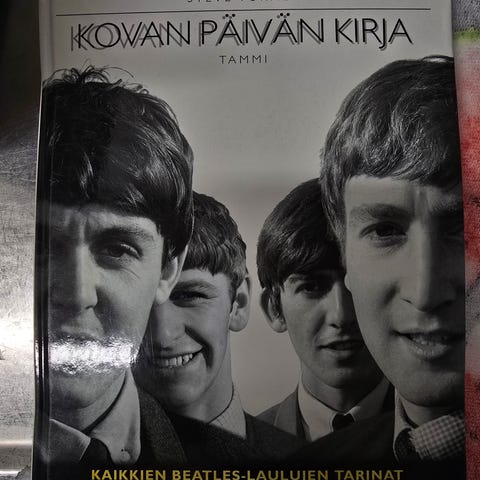 KOVAN PÄIVÄN KIRJA
TAMMI
KAIKKIEN BEATLES-LAULUJEN TARINAT